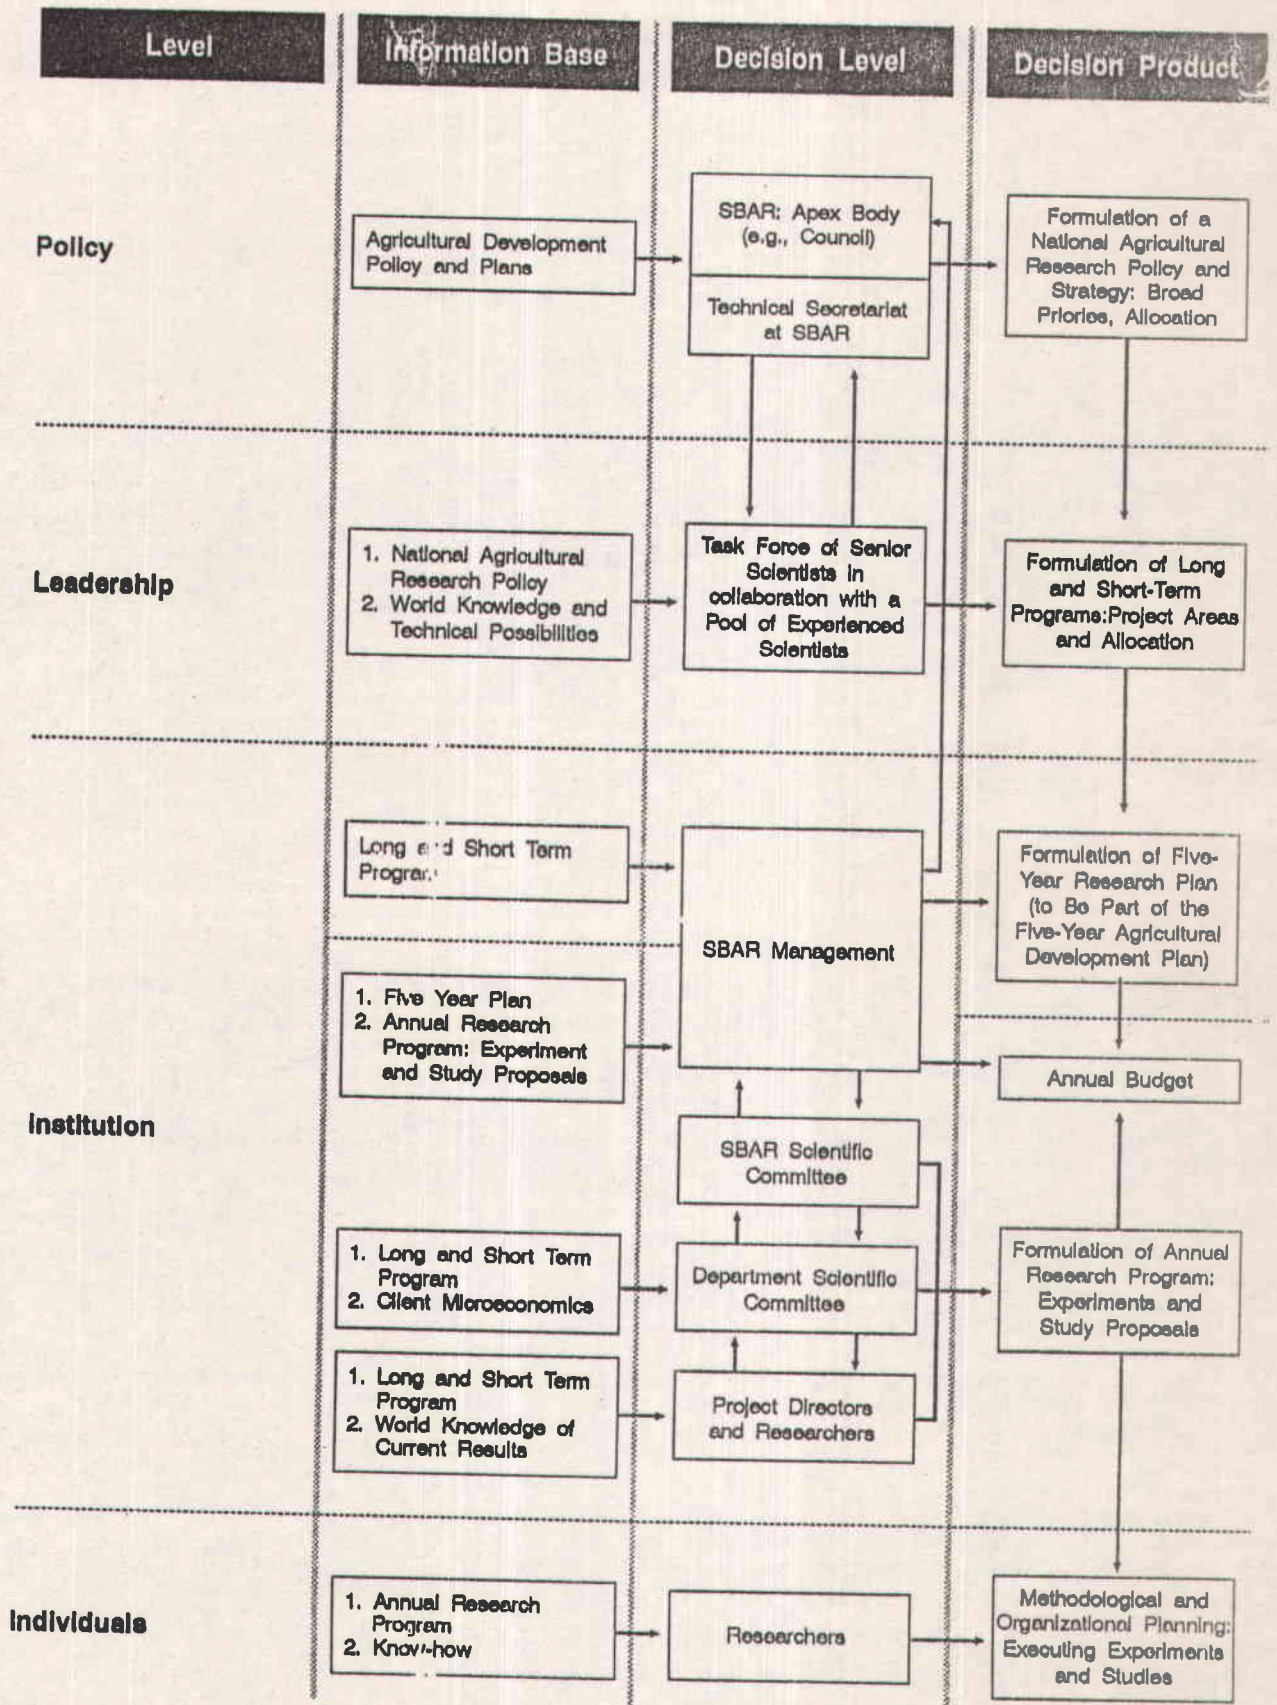 Level
Information Base
Decision Level
Decision Product
Policy
Agricultural Development
Policy and Plans
SBAR: Apex Body
(e.g., Council)
Technical Secretariat
at SBAR
Formulation of a
National Agricultural
Research Policy and
Strategy: Broad
Priories, Allocation
Leadership
1. National Agricultural
Research Policy
2. World Knowledge and
Technical Possibilities
Task Force of Senior
Scientists in
collaboration with a
Pool of Experienced
Scientists
Formulation of Long
and Short-Term
Programs:Project Areas
and Allocation
Institution
Long and Short Term
Program
SBAR Management
Formulation of Five-
Year Research Plan
(to Be Part of the
Five-Year Agricultural
Development Plan)
1. Five Year Plan
2. Annual Research
Program: Experiment
and Study Proposals
Annual Budget
SBAR Scientific
Committee
1. Long and Short Term
Program
2. Client Microeconomics
Department Scientific
Committee
Formulation of Annual
Research Program:
Experiments and
Study Proposals
1. Long and Short Term
Program
2. World Knowledge of
Current Results
Project Directors
and Researchers
Individuals
1. Annual Research
Program
2. Know-how
Researchers
Methodological and
Organizational Planning:
Executing Experiments
and Studies